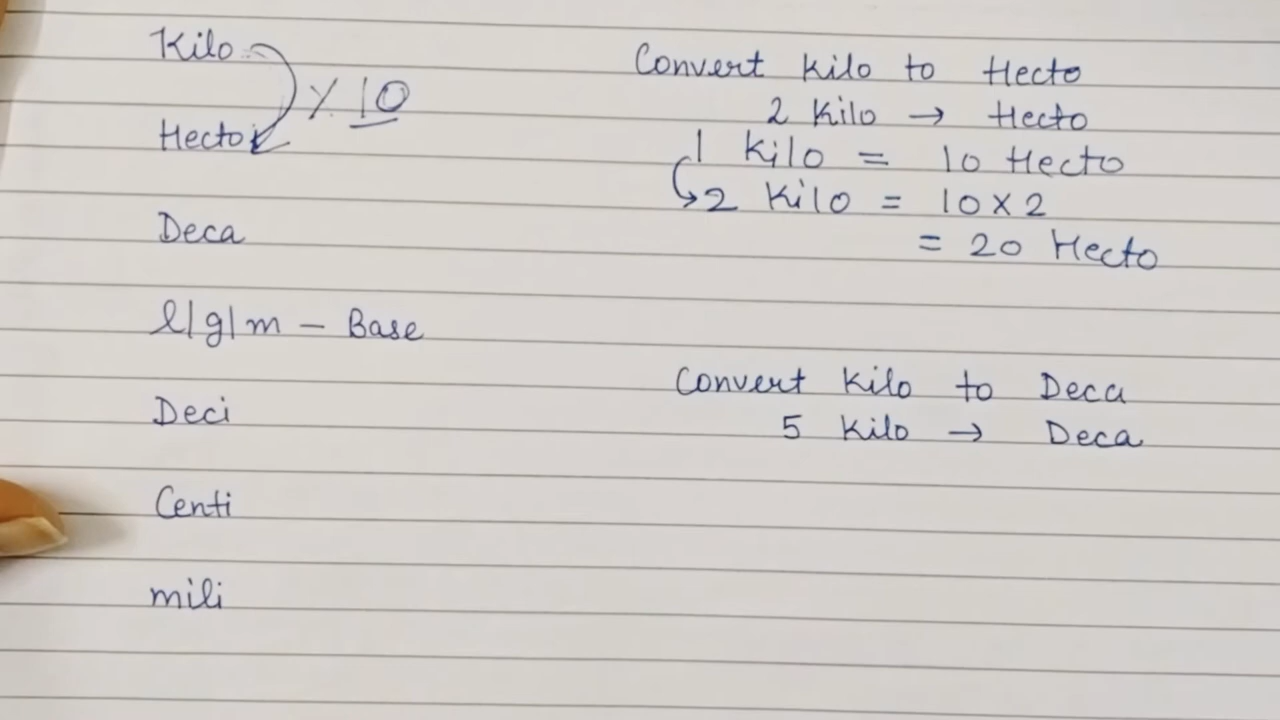 Kilo
× 10
Hecto
Deca
l/g/m - Base
Deci
Centi
mili
Convert Kilo to Hecto
2 Kilo → Hecto
1 Kilo = 10 Hecto
2 Kilo = 10 × 2
= 20 Hecto
Convert Kilo to Deca
5 Kilo → Deca